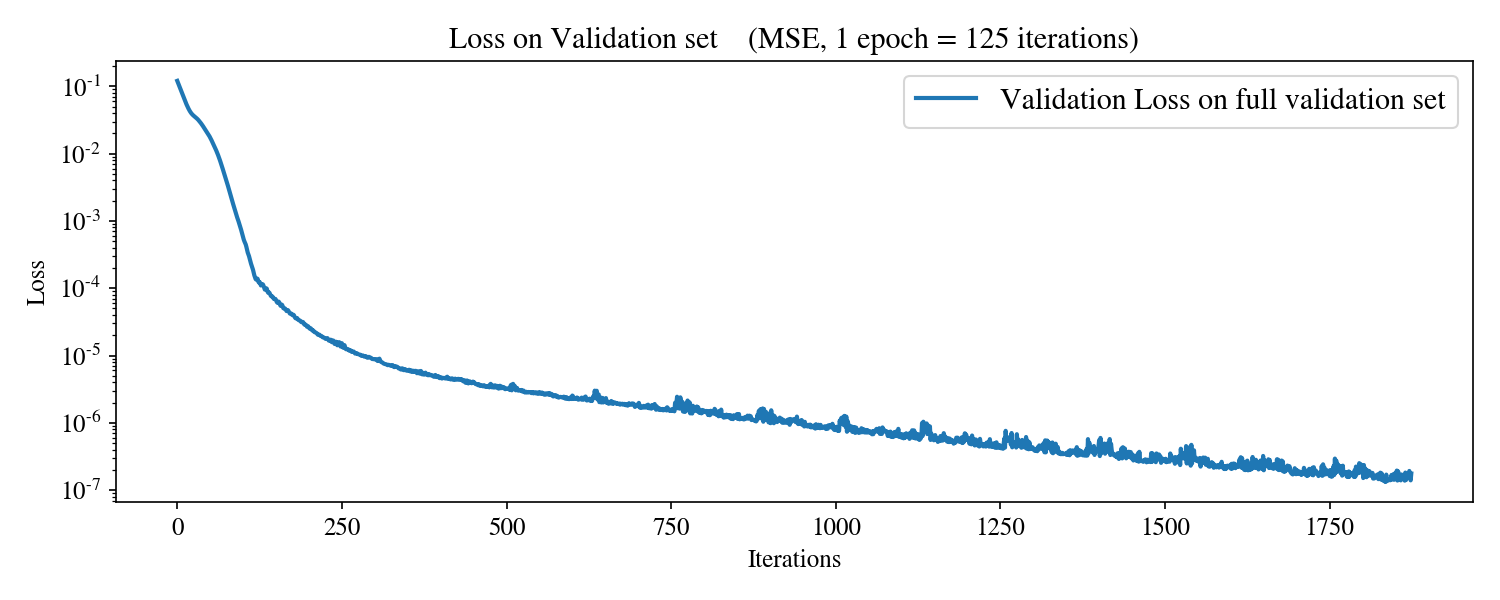 Loss on Validation set (MSE, 1 epoch = 125 iterations)
Validation Loss on full validation set
Loss
10⁻¹
10⁻²
10⁻³
10⁻⁴
10⁻⁵
10⁻⁶
10⁻⁷
0 250 500 750 1000 1250 1500 1750
Iterations